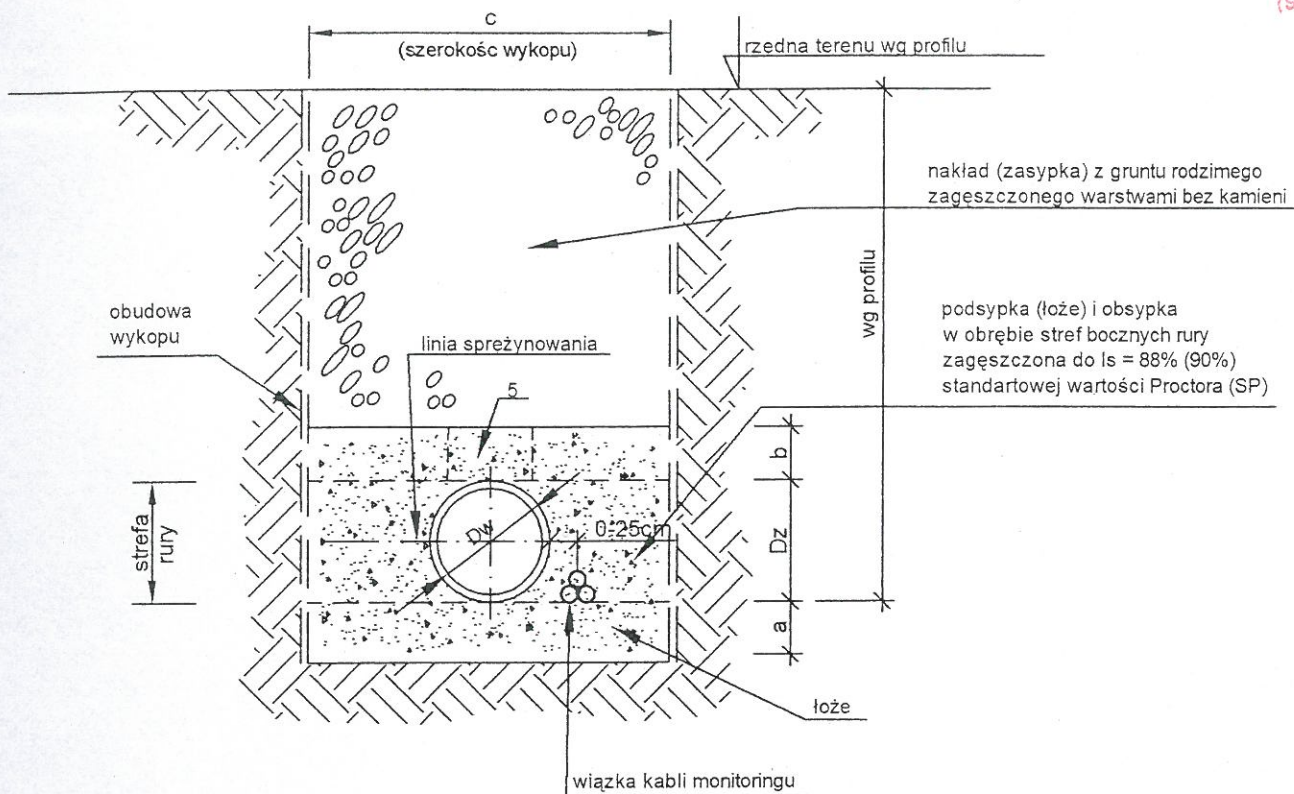 c
(szerokośc wykopu)
rzedna terenu wg profilu
nakład (zasypka) z gruntu rodzimego
zagęszczonego warstwami bez kamieni
wg profilu
obudowa
wykopu
linia sprężynowania
5
podsypka (łoże) i obsypka
w obrębie stref bocznych rury
zagęszczona do Is = 88% (90%)
standartowej wartości Proctora (SP)
b
strefa
rury
Dw
0.25cm
Dz
a
łoże
wiązka kabli monitoringu